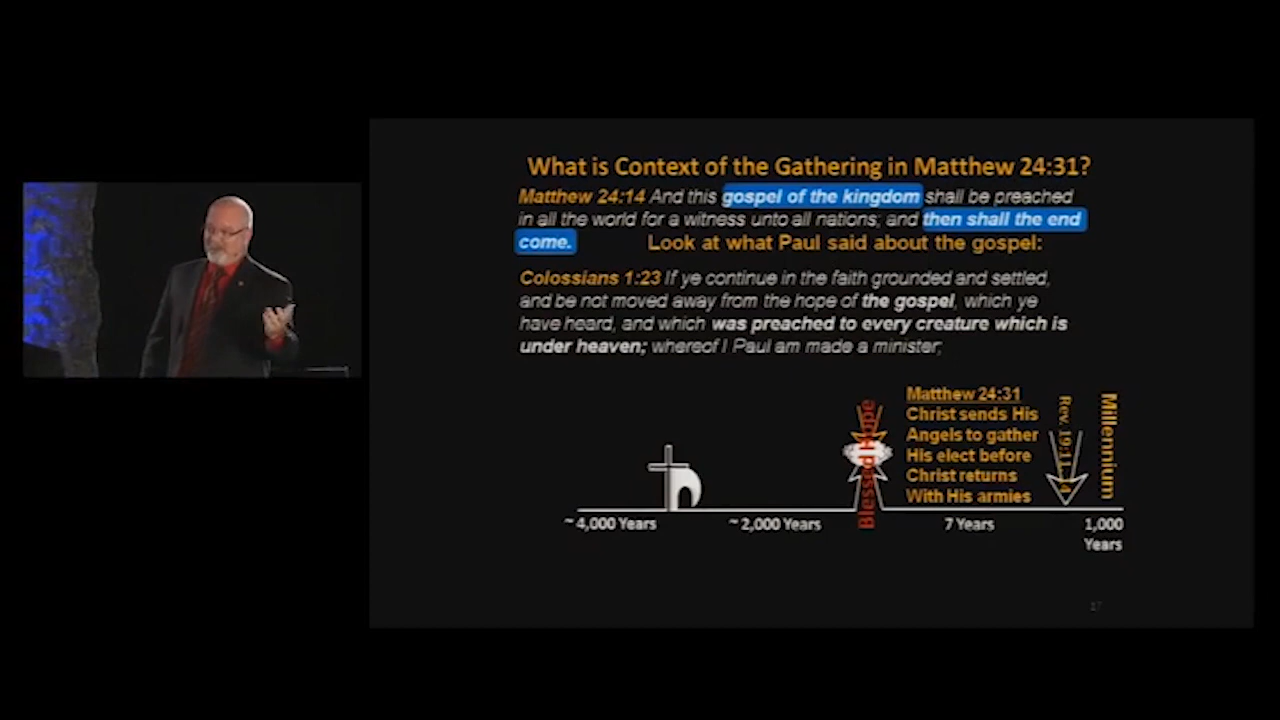 What is Context of the Gathering in Matthew 24:31?
Matthew 24:14 And this gospel of the kingdom shall be preached
in all the world for a witness unto all nations; and then shall the end
come.
Look at what Paul said about the gospel:
Colossians 1:23 If ye continue in the faith grounded and settled,
and be not moved away from the hope of the gospel, which ye
have heard, and which was preached to every creature which is
under heaven; whereof I Paul am made a minister;
Blessed Hope
Matthew 24:31
Christ sends His
Angels to gather
His elect before
Christ returns
With His armies
Rev. 19:11-14
Millennium
~ 4,000 Years
~ 2,000 Years
7 Years
1,000
Years